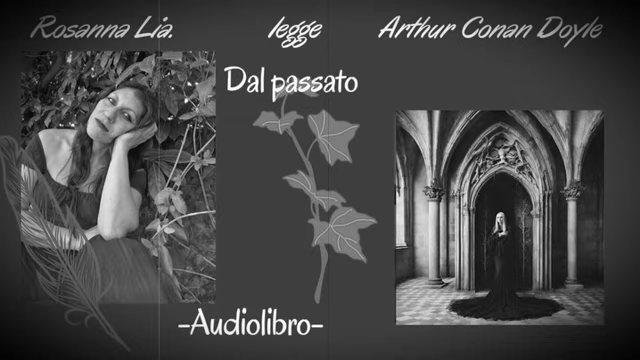 Rosanna Lia. legge Arthur Conan Doyle
Dal passato
-Audiolibro-